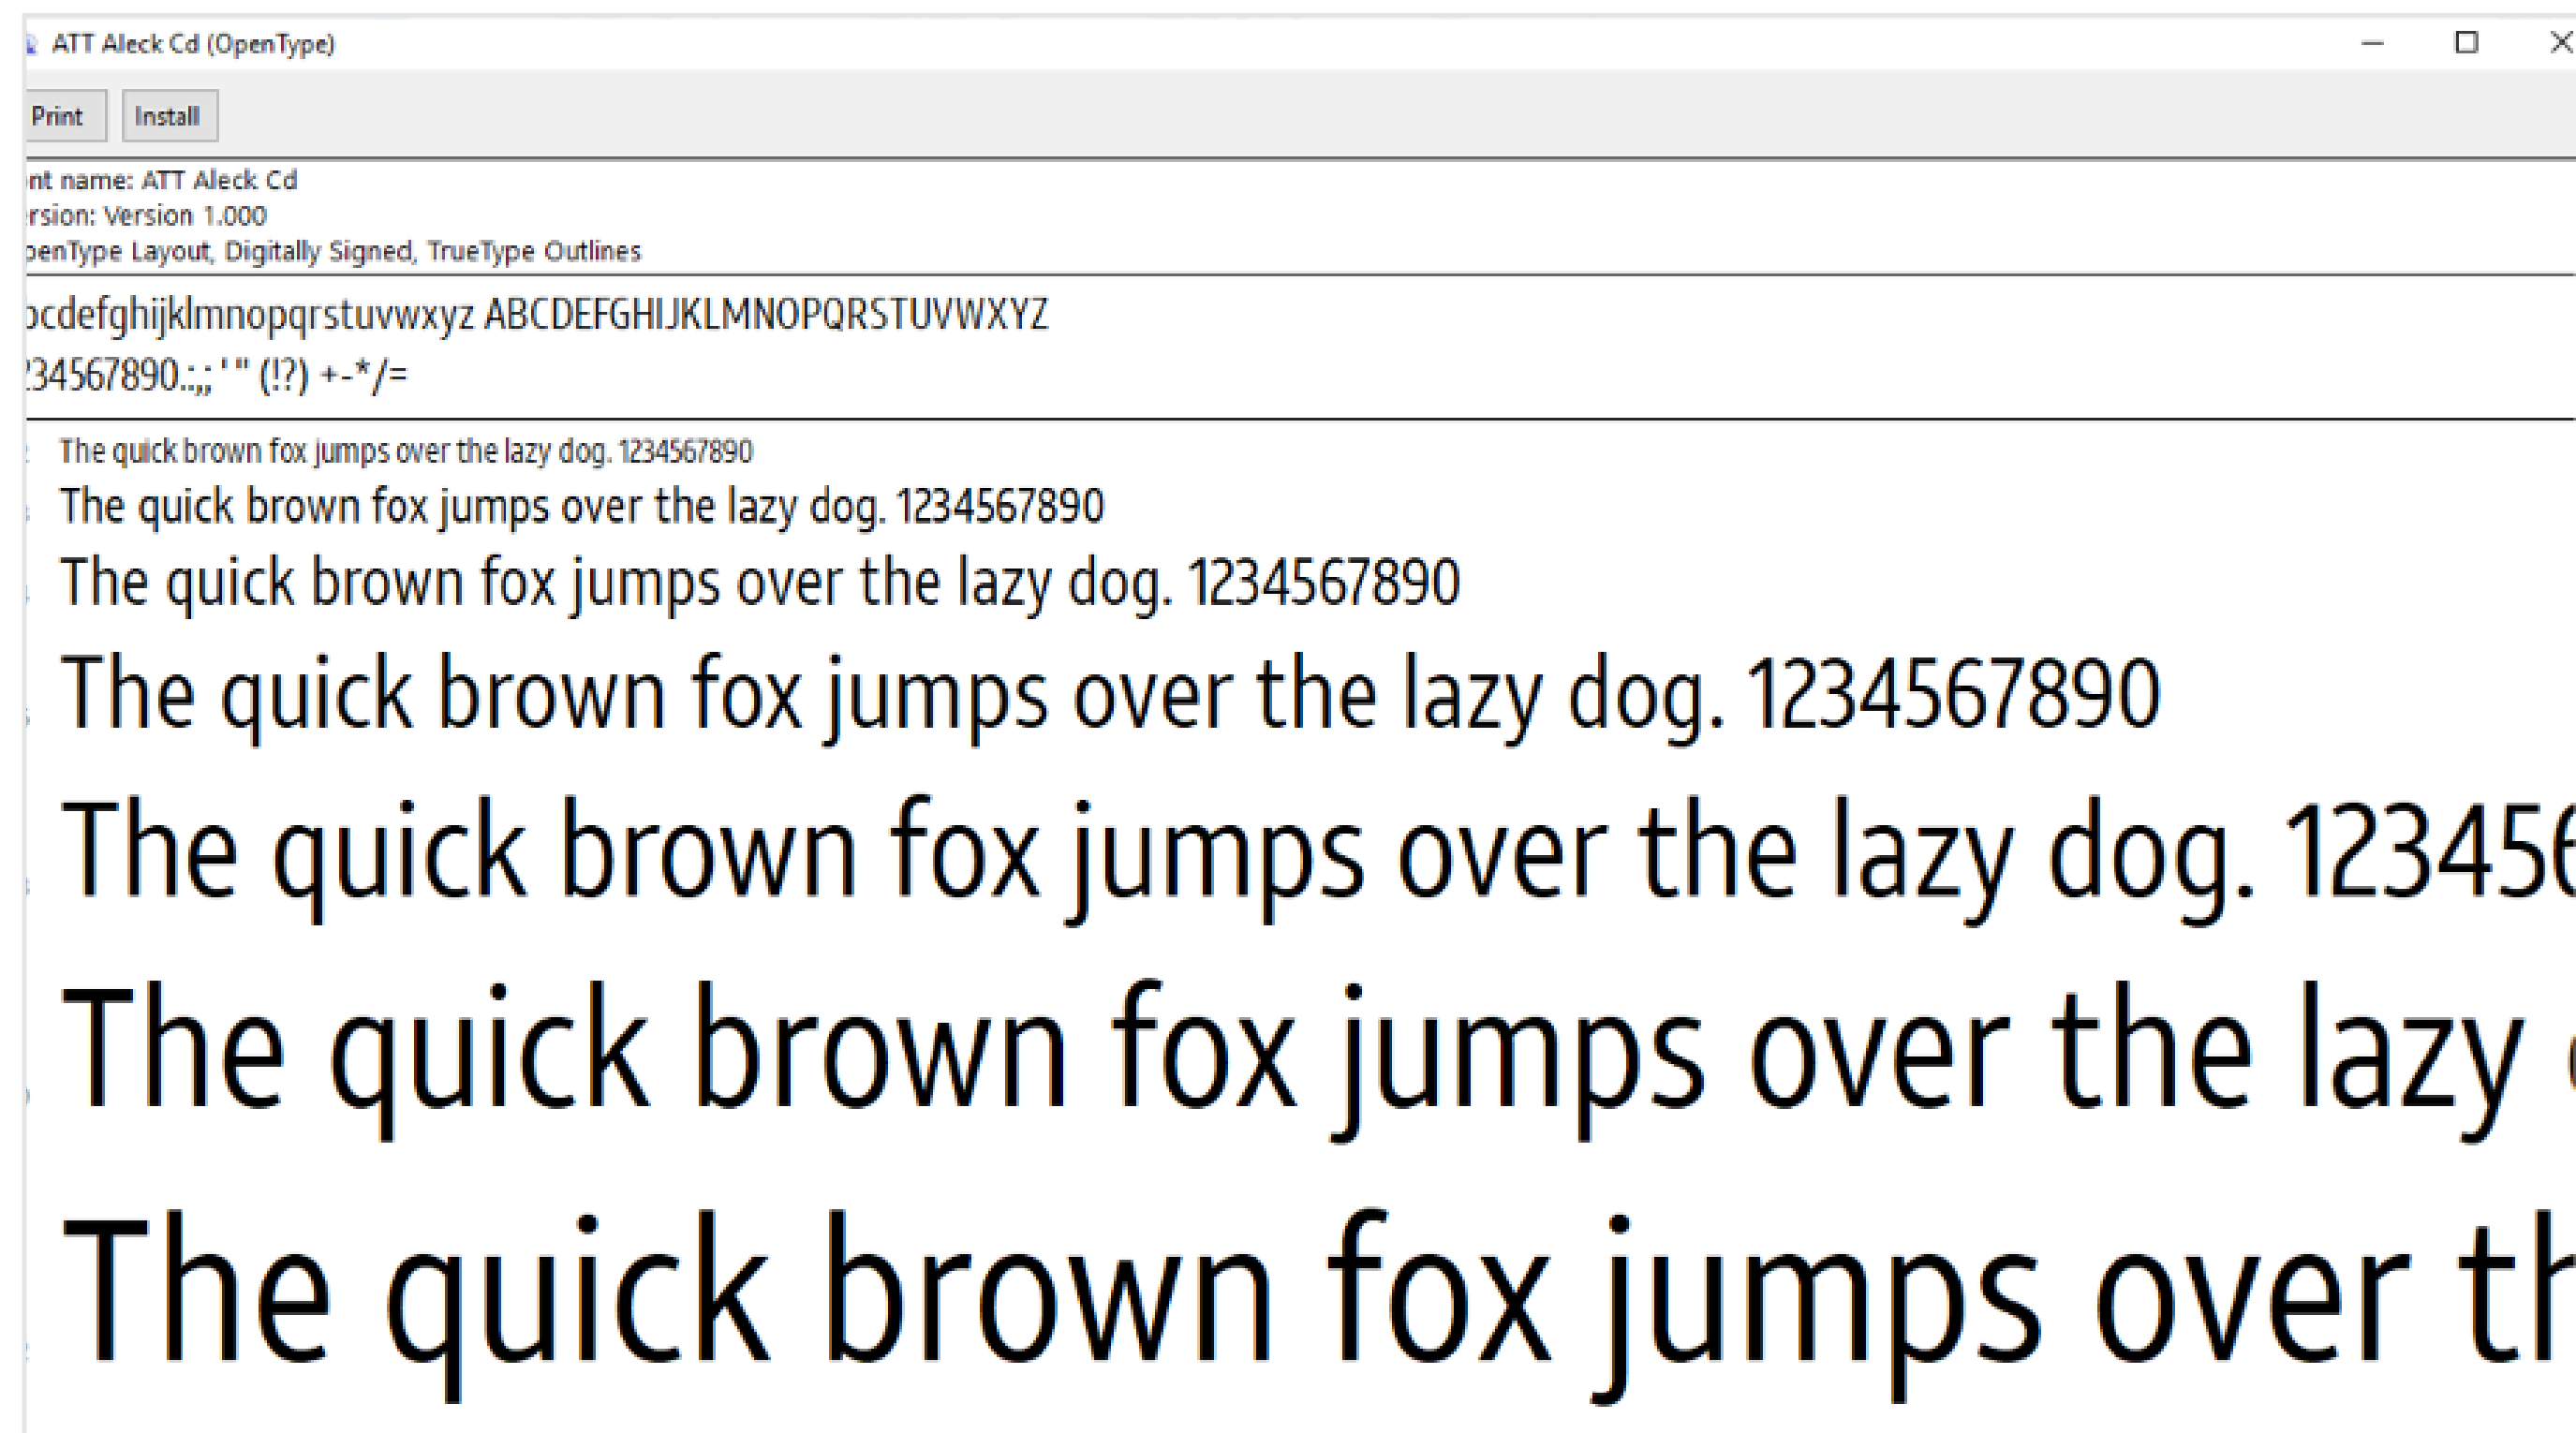 ATT Aleck Cd (OpenType)
Print Install
nt name: ATT Aleck Cd
rsion: Version 1.000
penType Layout, Digitally Signed, TrueType Outlines
bcdefghijklmnopqrstuvwxyz ABCDEFGHIJKLMNOPQRSTUVWXYZ
234567890.:,; ' " (!?) +-*/=
The quick brown fox jumps over the lazy dog. 1234567890
The quick brown fox jumps over the lazy dog. 1234567890
The quick brown fox jumps over the lazy dog. 1234567890
The quick brown fox jumps over the lazy dog. 1234567890
The quick brown fox jumps over the lazy dog. 123456
The quick brown fox jumps over the lazy
The quick brown fox jumps over th